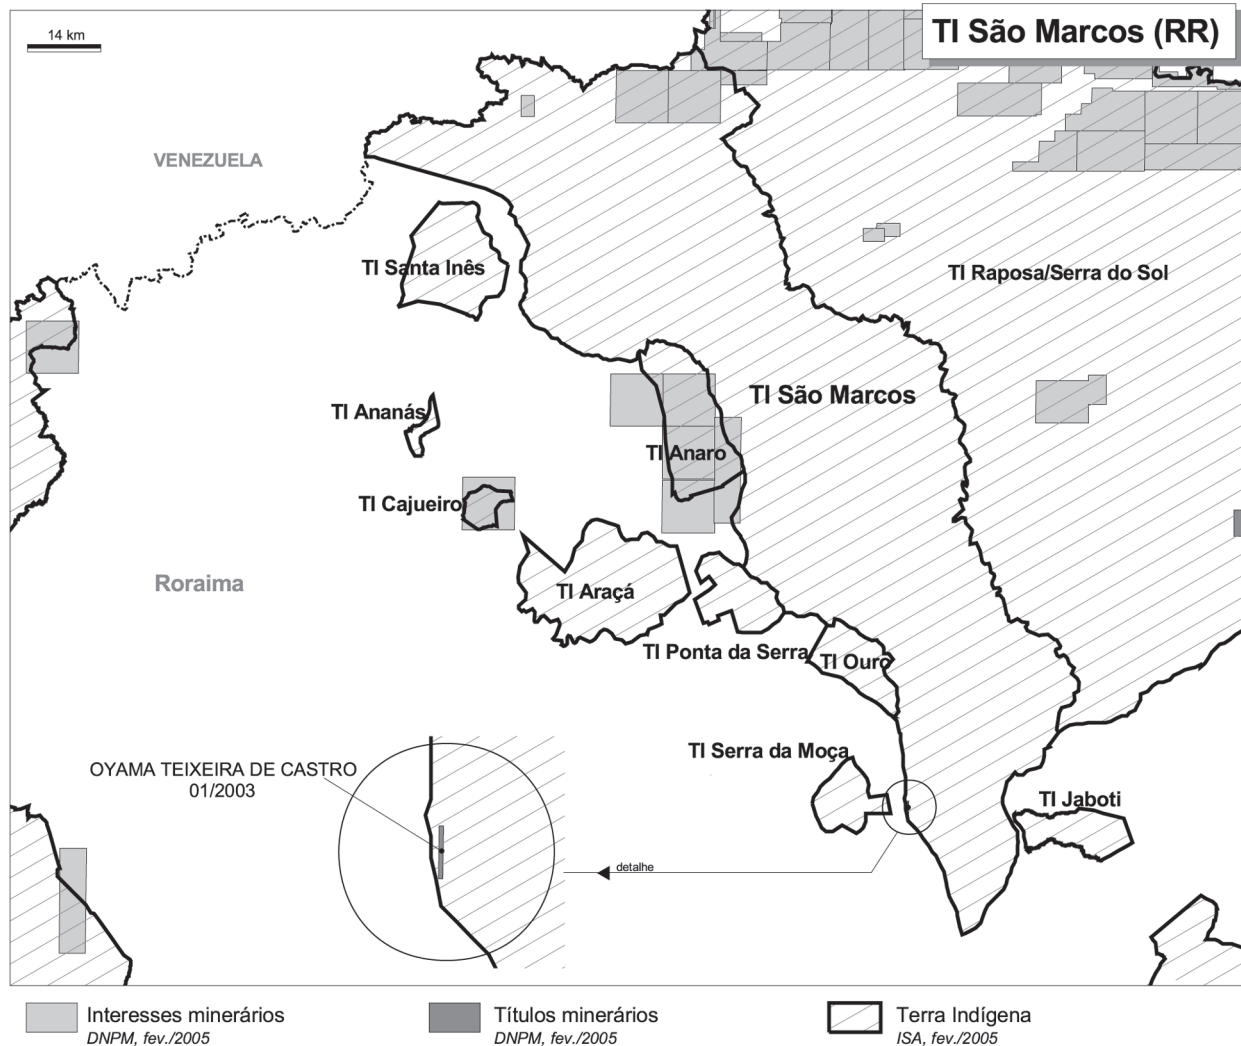 14 km
TI São Marcos (RR)
VENEZUELA
TI Santa Inês
TI Raposa/Serra do Sol
TI São Marcos
TI Ananás
TI Anaro
TI Cajueiro
Roraima
TI Araçá
TI Ponta da Serra
TI Ouro
TI Serra da Moça
OYAMA TEIXEIRA DE CASTRO
01/2003
TI Jaboti
detalhe
Interesses minerários
DNPM, fev./2005
Títulos minerários
DNPM, fev./2005
Terra Indígena
ISA, fev./2005